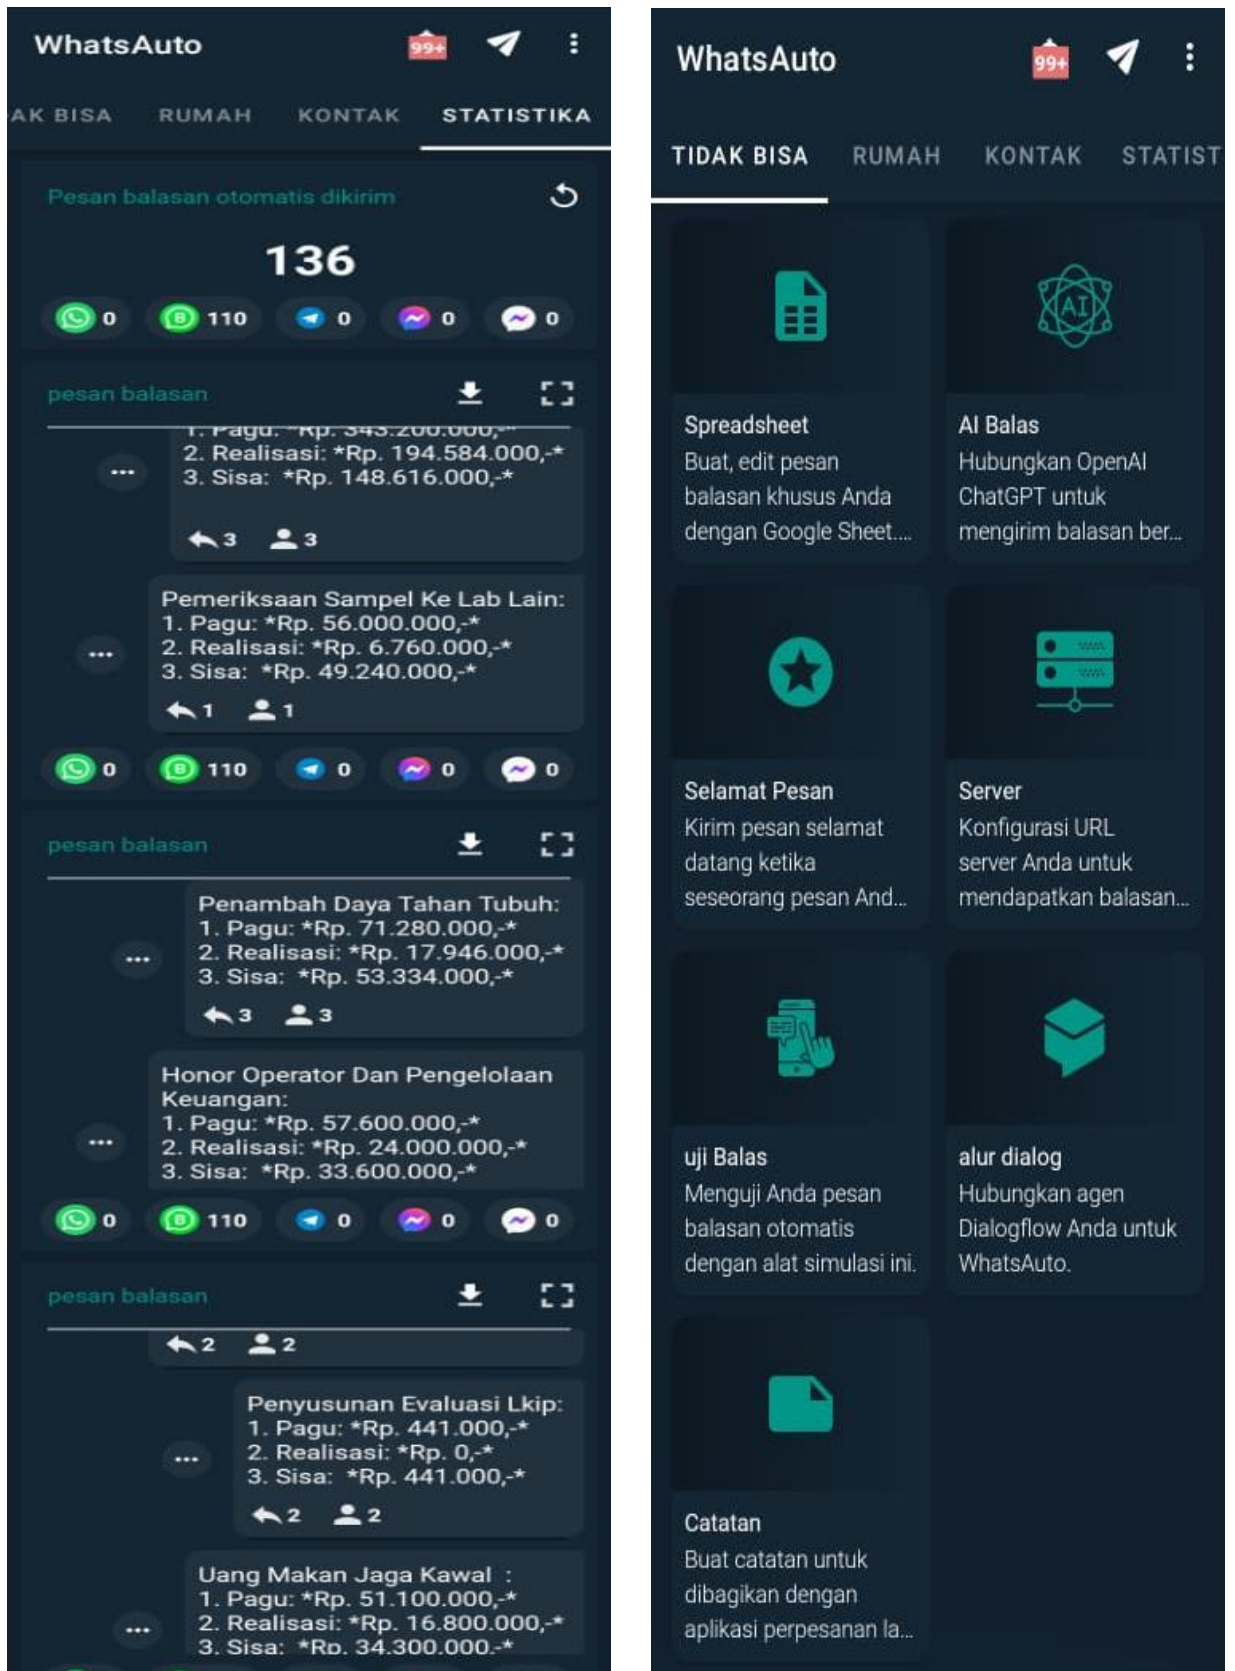 WhatsAuto
99+
AK BISA RUMAH KONTAK STATISTIKA
Pesan balasan otomatis dikirim
136
0 110 0 0 0
pesan balasan
1. Pagu: *Rp. 343.200.000,-*
2. Realisasi: *Rp. 194.584.000,-*
3. Sisa: *Rp. 148.616.000,-*
3 3
Pemeriksaan Sampel Ke Lab Lain:
1. Pagu: *Rp. 56.000.000,-*
2. Realisasi: *Rp. 6.760.000,-*
3. Sisa: *Rp. 49.240.000,-*
1 1
0 110 0 0 0
pesan balasan
Penambah Daya Tahan Tubuh:
1. Pagu: *Rp. 71.280.000,-*
2. Realisasi: *Rp. 17.946.000,-*
3. Sisa: *Rp. 53.334.000,-*
3 3
Honor Operator Dan Pengelolaan
Keuangan:
1. Pagu: *Rp. 57.600.000,-*
2. Realisasi: *Rp. 24.000.000,-*
3. Sisa: *Rp. 33.600.000,-*
0 110 0 0 0
pesan balasan
2 2
Penyusunan Evaluasi Lkip:
1. Pagu: *Rp. 441.000,-*
2. Realisasi: *Rp. 0,-*
3. Sisa: *Rp. 441.000,-*
2 2
Uang Makan Jaga Kawal :
1. Pagu: *Rp. 51.100.000,-*
2. Realisasi: *Rp. 16.800.000,-*
3. Sisa: *Rp. 34.300.000.-*
WhatsAuto
99+
TIDAK BISA RUMAH KONTAK STATIST
Spreadsheet
Buat, edit pesan
balasan khusus Anda
dengan Google Sheet....
AI
AI Balas
Hubungkan OpenAI
ChatGPT untuk
mengirim balasan ber...
Selamat Pesan
Kirim pesan selamat
datang ketika
seseorang pesan And...
Server
Konfigurasi URL
server Anda untuk
mendapatkan balasan...
uji Balas
Menguji Anda pesan
balasan otomatis
dengan alat simulasi ini.
alur dialog
Hubungkan agen
Dialogflow Anda untuk
WhatsAuto.
Catatan
Buat catatan untuk
dibagikan dengan
aplikasi perpesanan la...